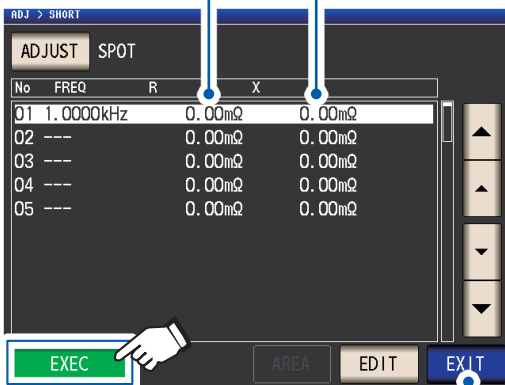 ADJ > SHORT
ADJUST SPOT
No FREQ R X
01 1.0000kHz 0.00mΩ 0.00mΩ
02 --- 0.00mΩ 0.00mΩ
03 --- 0.00mΩ 0.00mΩ
04 --- 0.00mΩ 0.00mΩ
05 --- 0.00mΩ 0.00mΩ
EXEC AREA EDIT EXIT